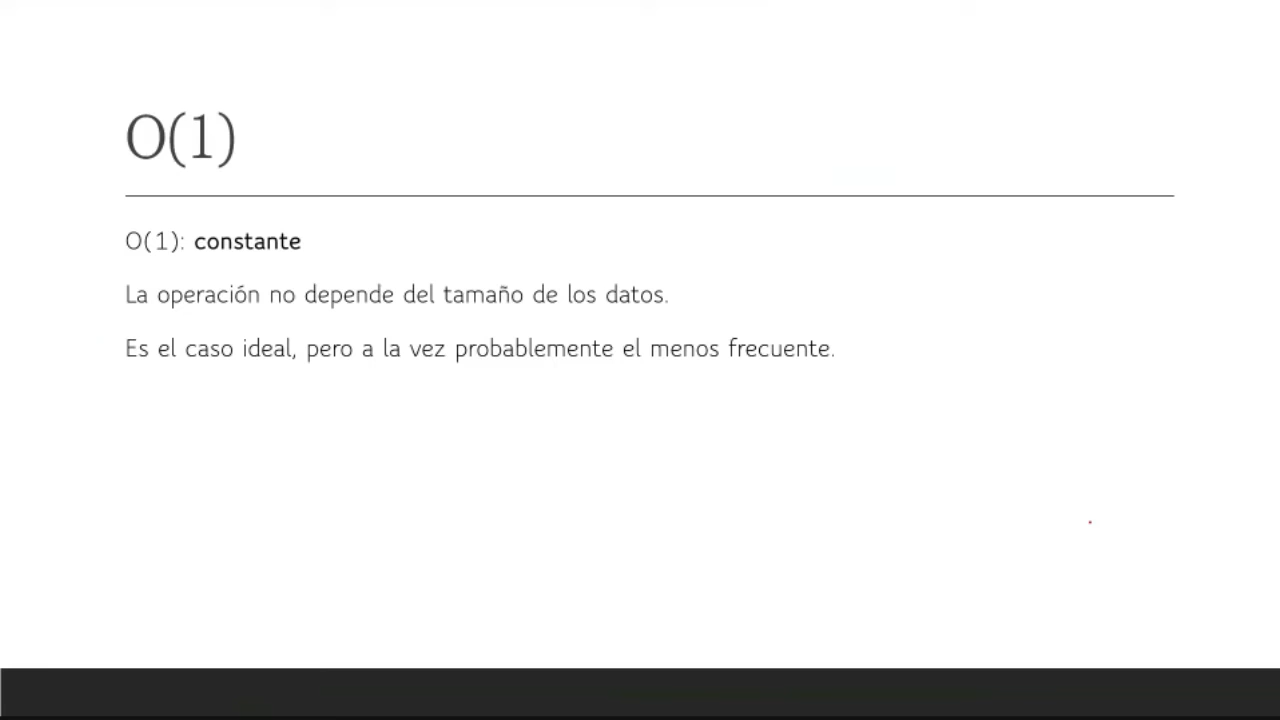 O(1)
O(1): constante
La operación no depende del tamaño de los datos.
Es el caso ideal, pero a la vez probablemente el menos frecuente.